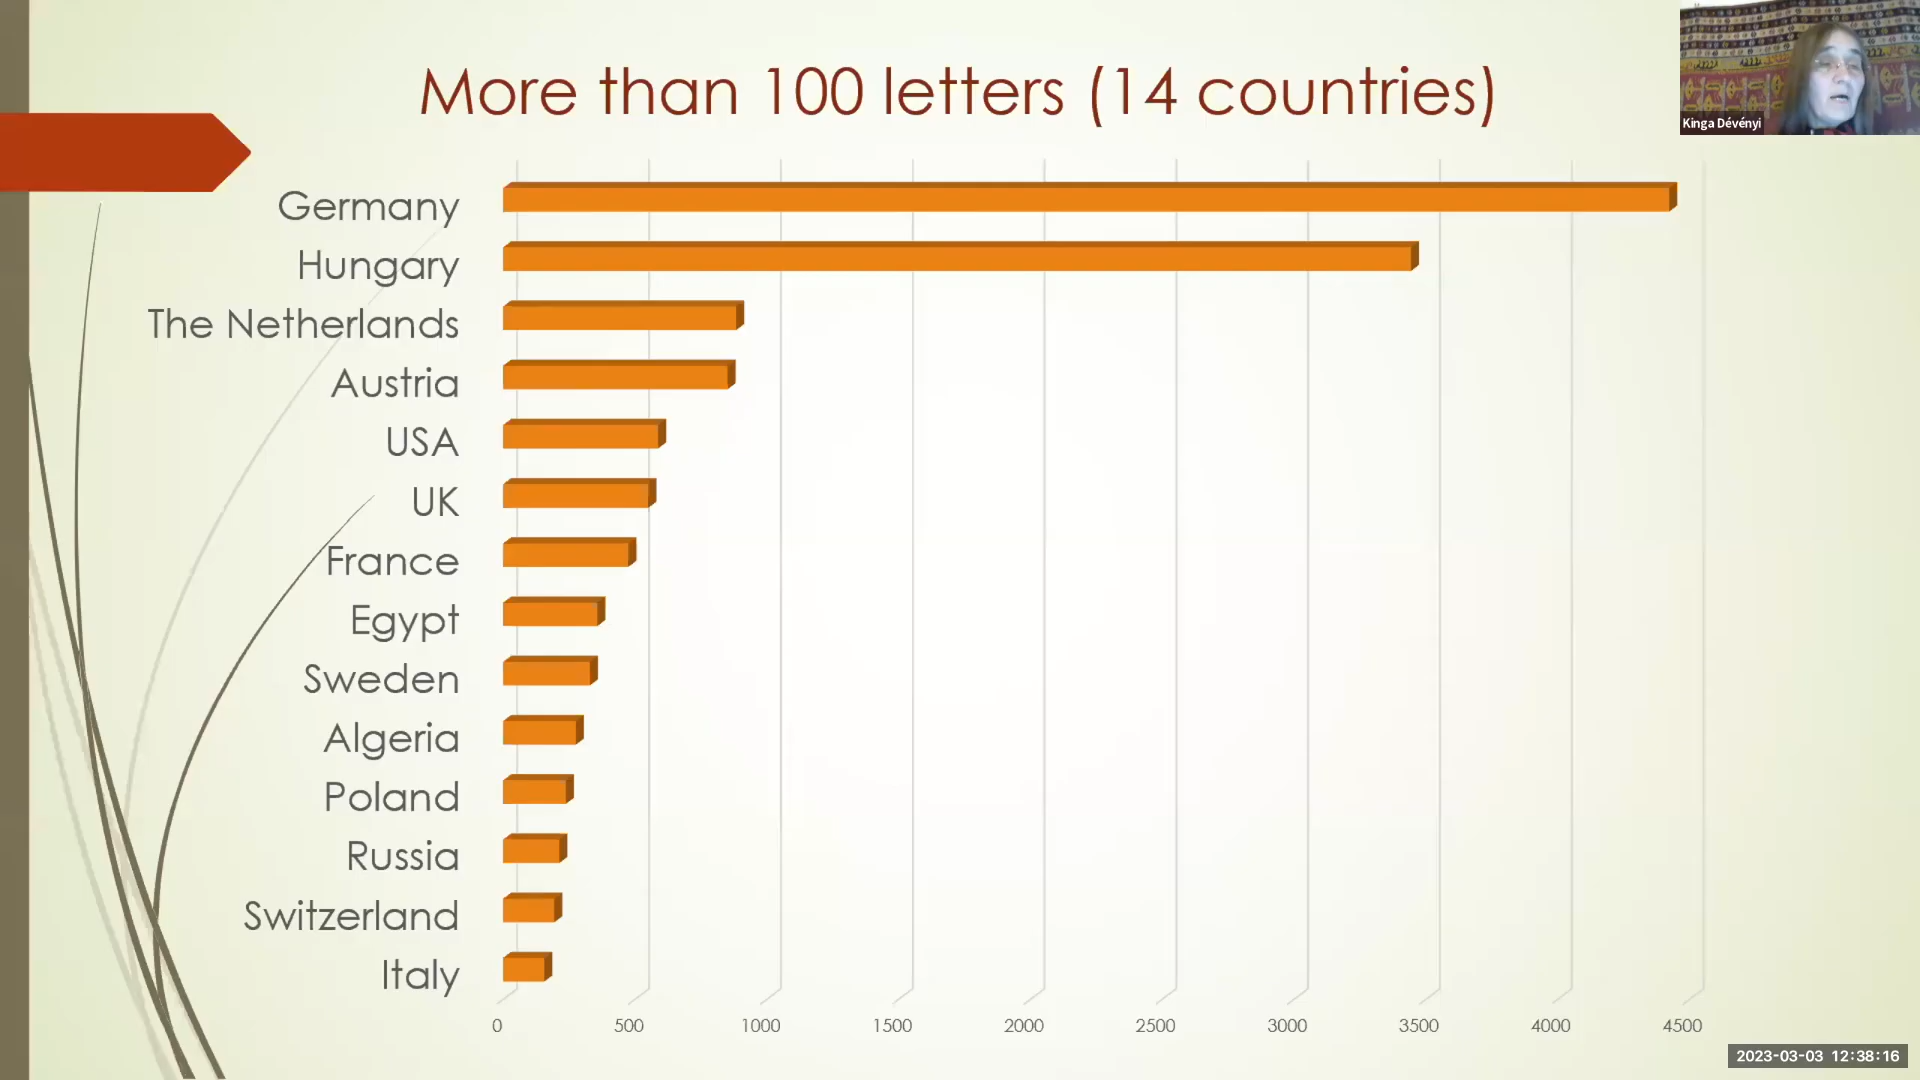 More than 100 letters (14 countries)
Kinga Dévényi
Germany
Hungary
The Netherlands
Austria
USA
UK
France
Egypt
Sweden
Algeria
Poland
Russia
Switzerland
Italy
0 500 1000 1500 2000 2500 3000 3500 4000 4500
2023-03-03 12:38:16